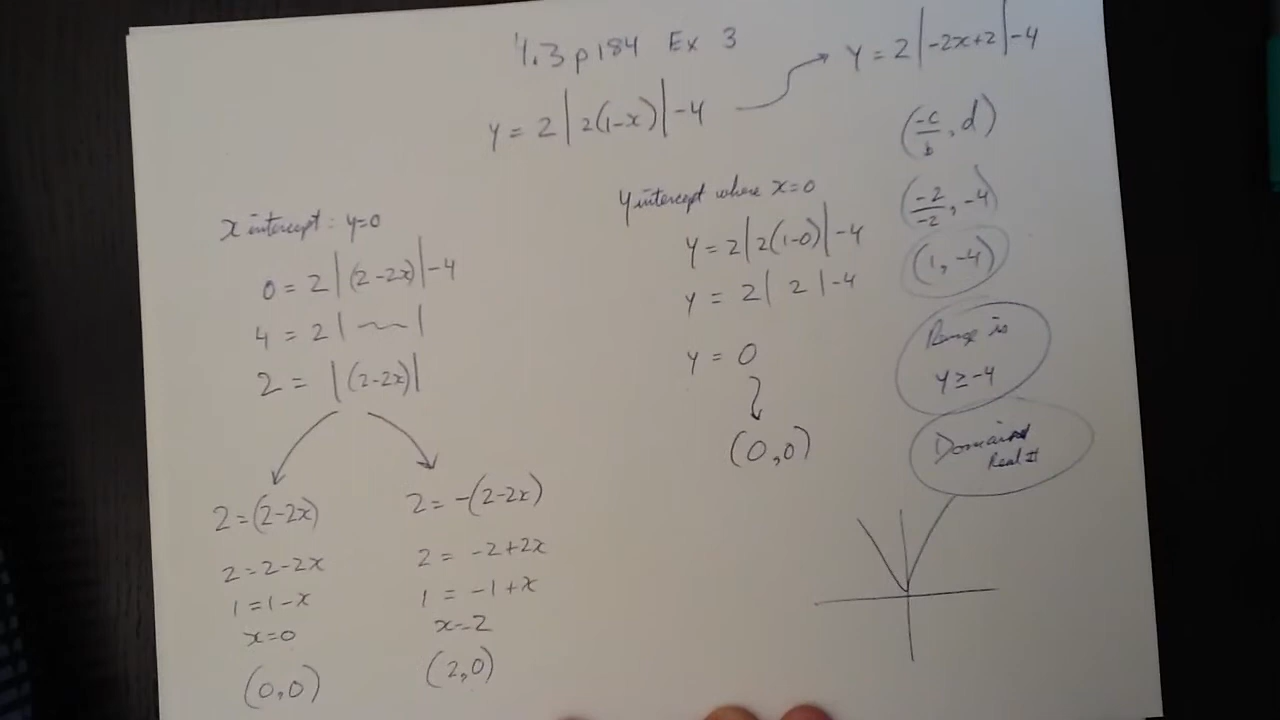 4.3 p 184 Ex 3
y = 2|2(1-x)|-4
y = 2|-2x+2|-4
x intercept: y=0
0 = 2|(2-2x)|-4
4 = 2|~~|
2 = |(2-2x)|
2=(2-2x)
2=2-2x
1=1-x
x=0
(0,0)
2=-(2-2x)
2 = -2+2x
1 = -1+x
x=2
(2,0)
y intercept where x=0
y = 2|2(1-0)|-4
y = 2| 2 |-4
y = 0
(0,0)
(-c/b, d)
(-2/-2, -4)
(1, -4)
Range is
y ≥ -4
Domain
Real #